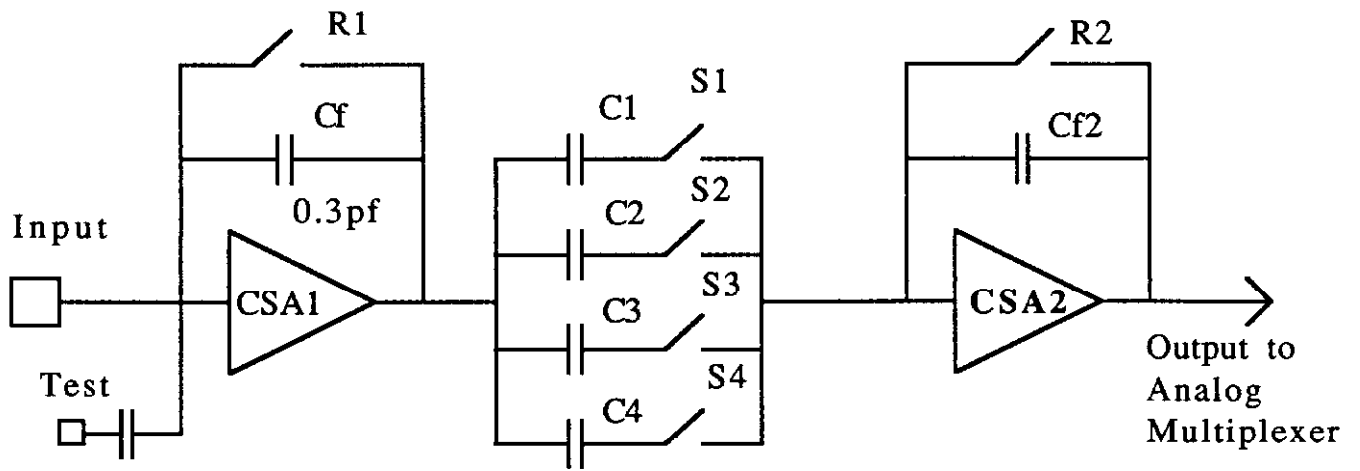 R1
Cf
0.3pf
Input
CSA1
Test
C1
S1
C2
S2
C3
S3
C4
S4
R2
Cf2
CSA2
Output to
Analog
Multiplexer